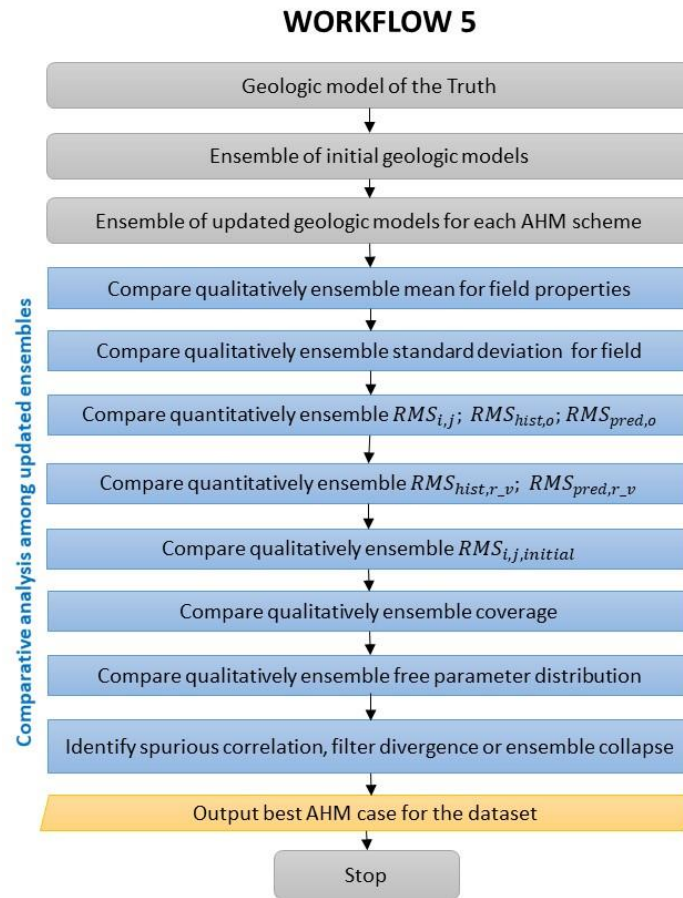 WORKFLOW 5
Geologic model of the Truth
Ensemble of initial geologic models
Ensemble of updated geologic models for each AHM scheme
Comparative analysis among updated ensembles
Compare qualitatively ensemble mean for field properties
Compare qualitatively ensemble standard deviation for field
Compare quantitatively ensemble RMS_{i,j}; RMS_{hist,o}; RMS_{pred,o}
Compare quantitatively ensemble RMS_{hist,r_v}; RMS_{pred,r_v}
Compare qualitatively ensemble RMS_{i,j,initial}
Compare qualitatively ensemble coverage
Compare qualitatively ensemble free parameter distribution
Identify spurious correlation, filter divergence or ensemble collapse
Output best AHM case for the dataset
Stop